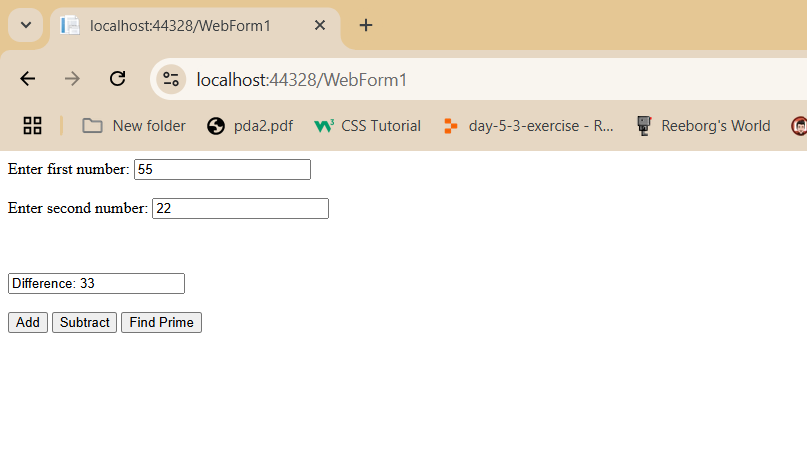 localhost:44328/WebForm1
localhost:44328/WebForm1
New folder pda2.pdf W3 CSS Tutorial day-5-3-exercise - R... Reeborg's World
Enter first number: 55
Enter second number: 22
Difference: 33
Add Subtract Find Prime